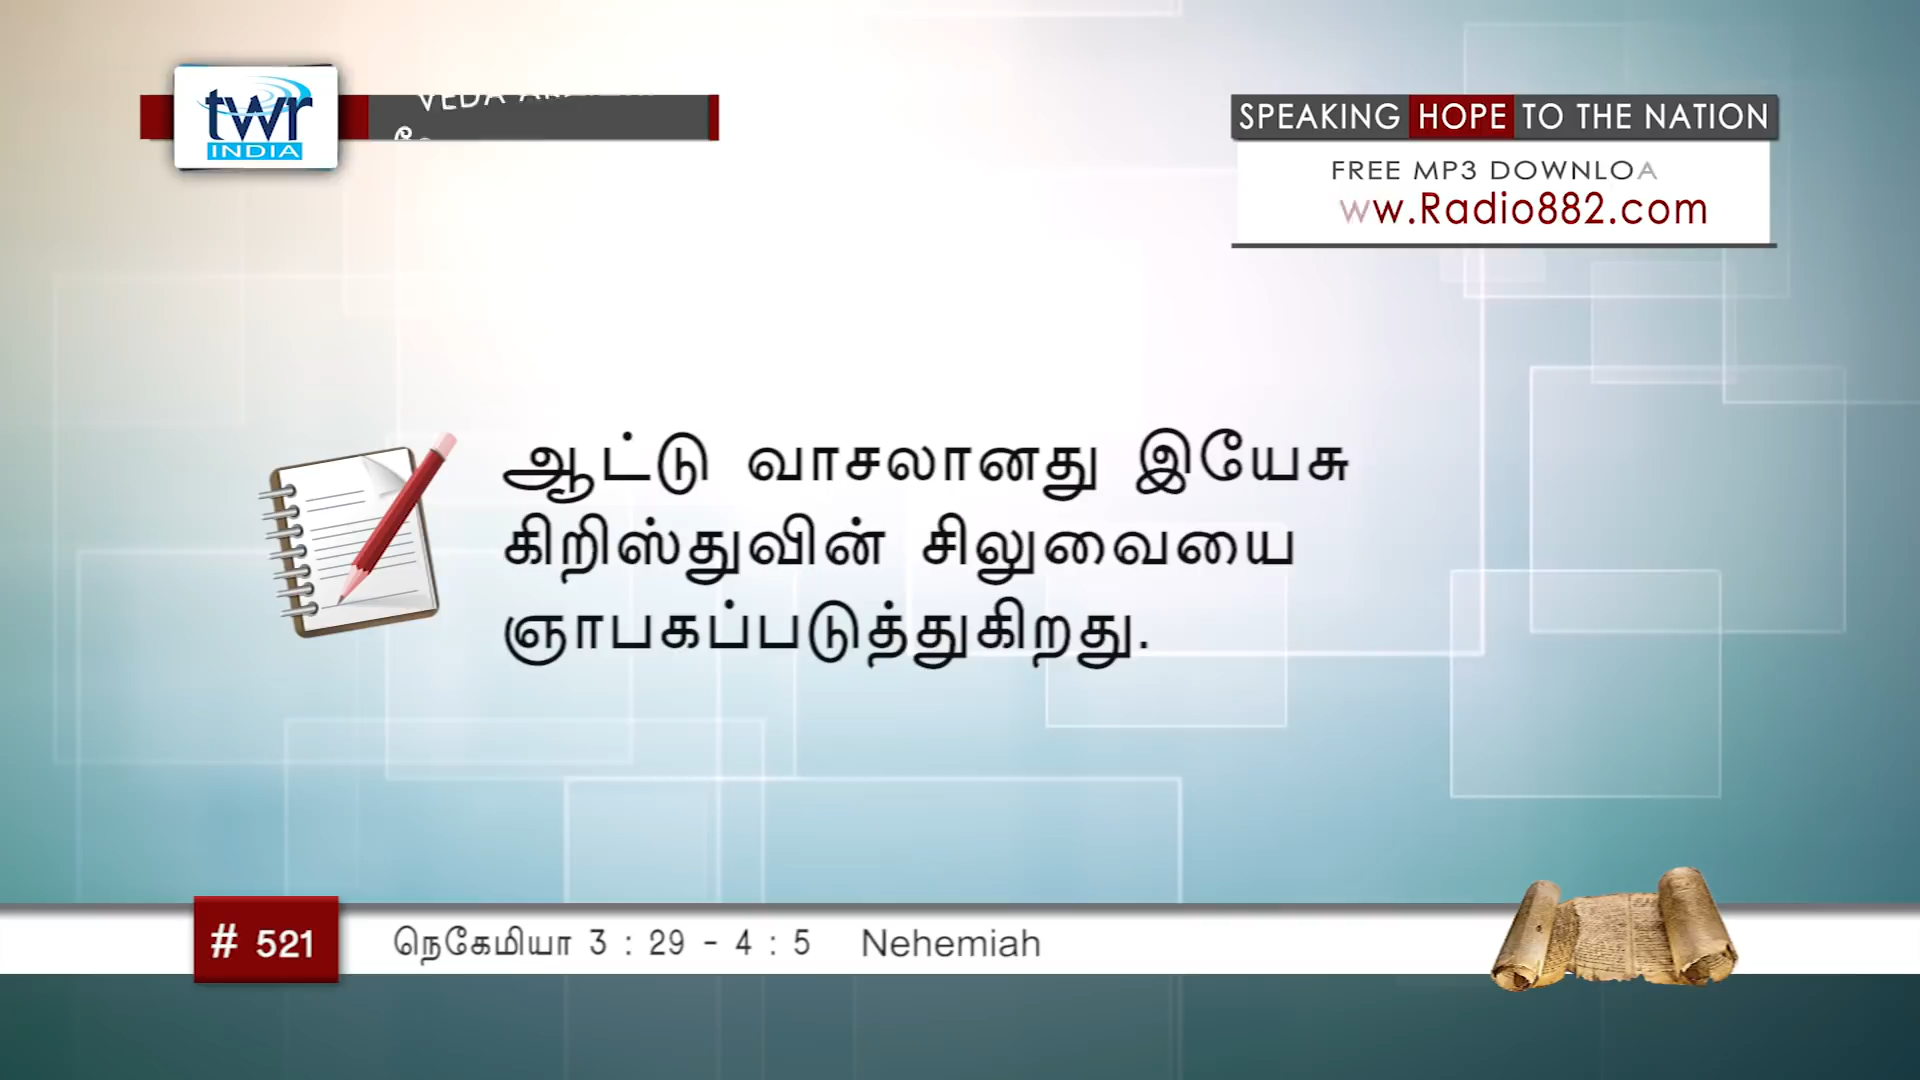 twr
INDIA
VEDA
SPEAKING HOPE TO THE NATION
FREE MP3 DOWNLOA
ww.Radio882.com
ஆட்டு வாசலானது இயேசு
கிறிஸ்துவின் சிலுவையை
ஞாபகப்படுத்துகிறது.
# 521
நெகேமியா 3 : 29 - 4 : 5 Nehemiah